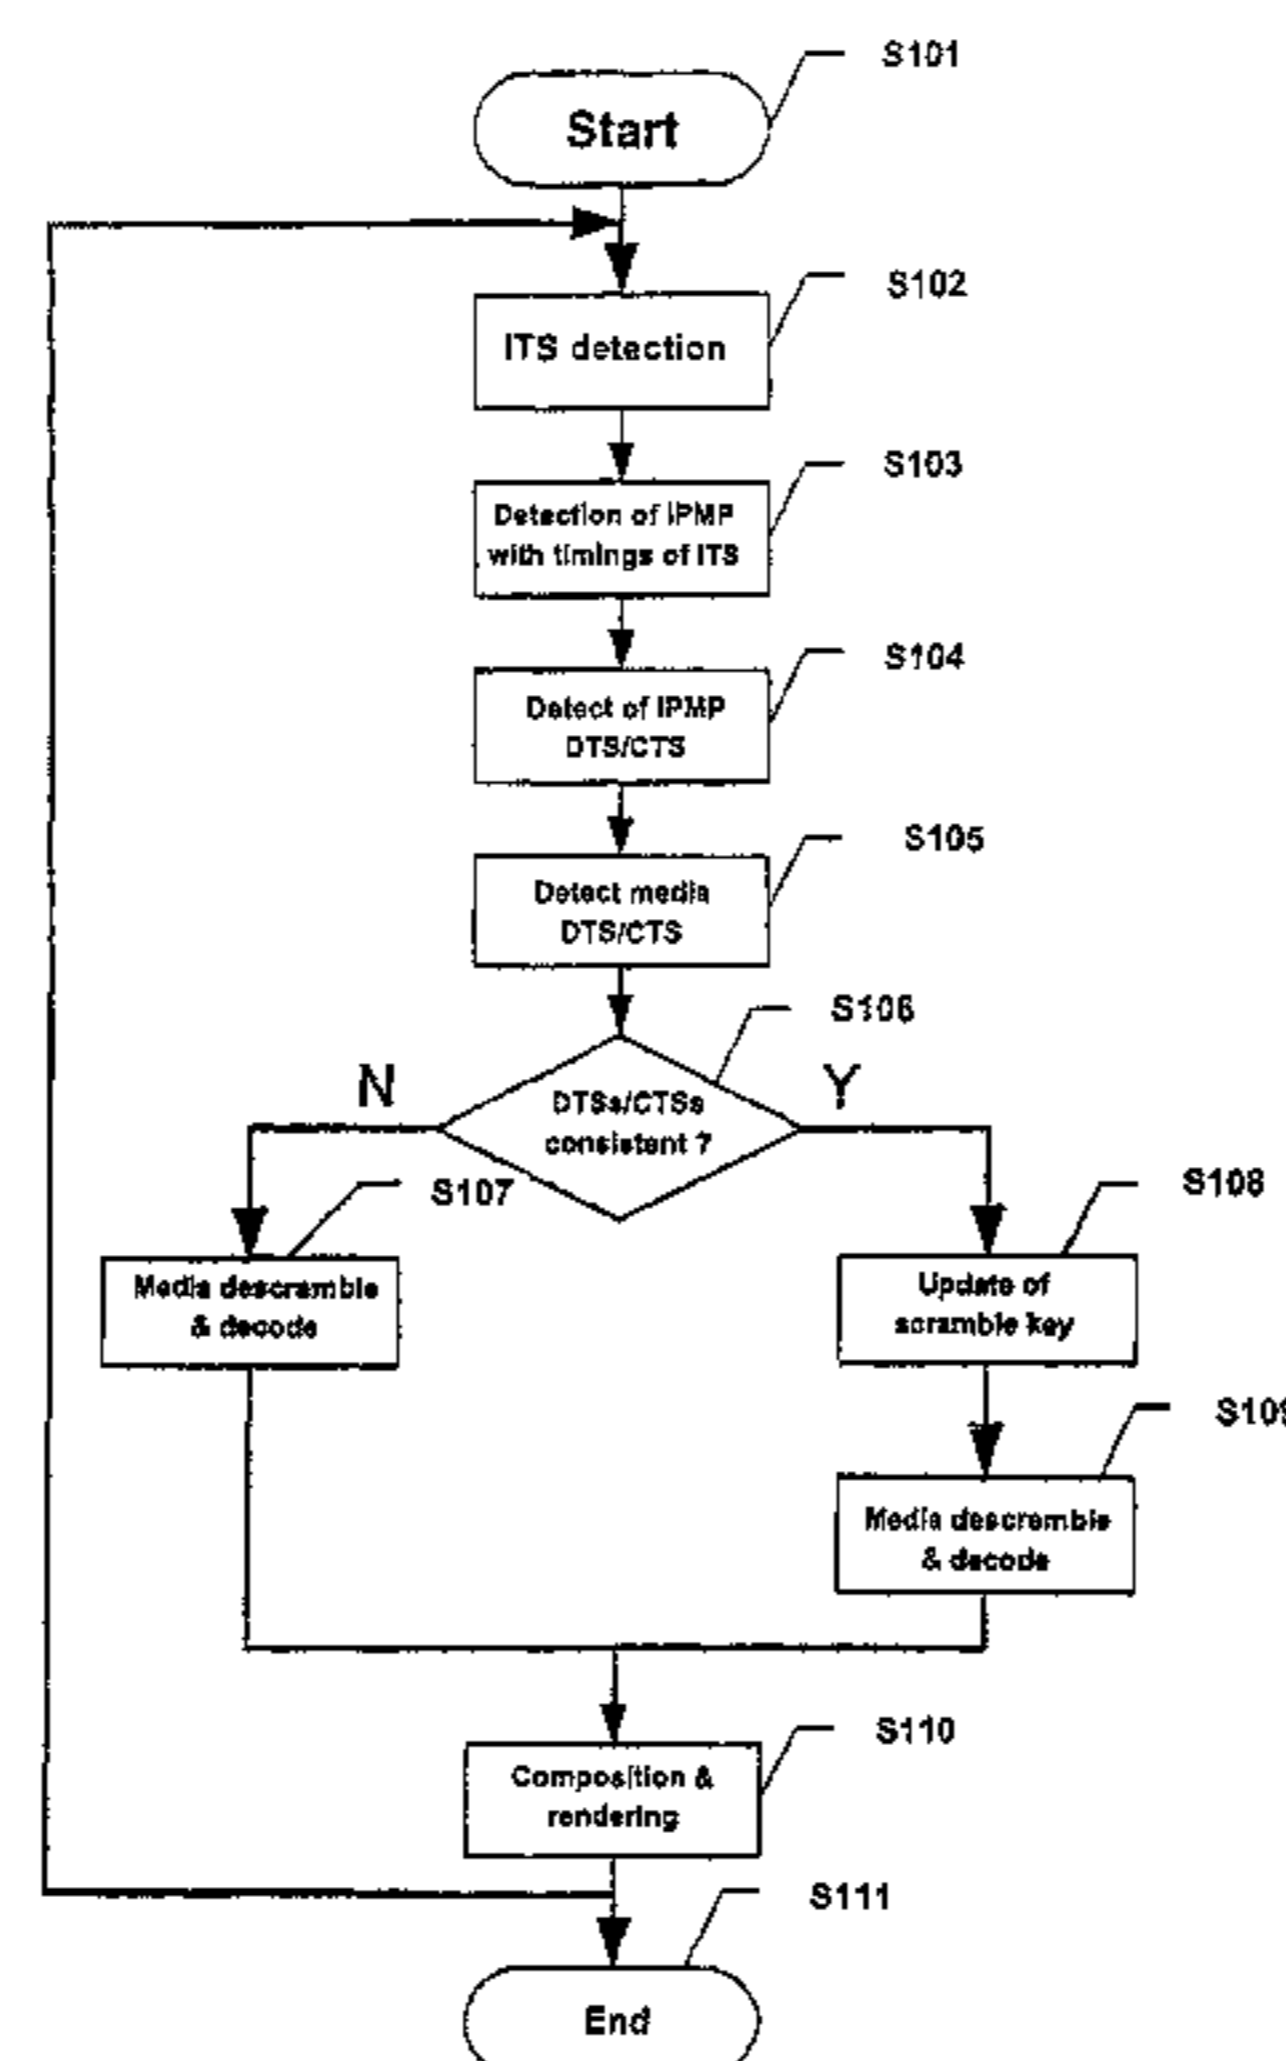 S101
Start
S102
ITS detection
S103
Detection of IPMP
with timings of ITS
S104
Detect of IPMP
DTS/CTS
S105
Detect media
DTS/CTS
S106
N
Y
DTSs/CTSs
consistent ?
S107
S108
Media descramble
& decode
Update of
scramble key
S109
Media descramble
& decode
S110
Composition &
rendering
S111
End